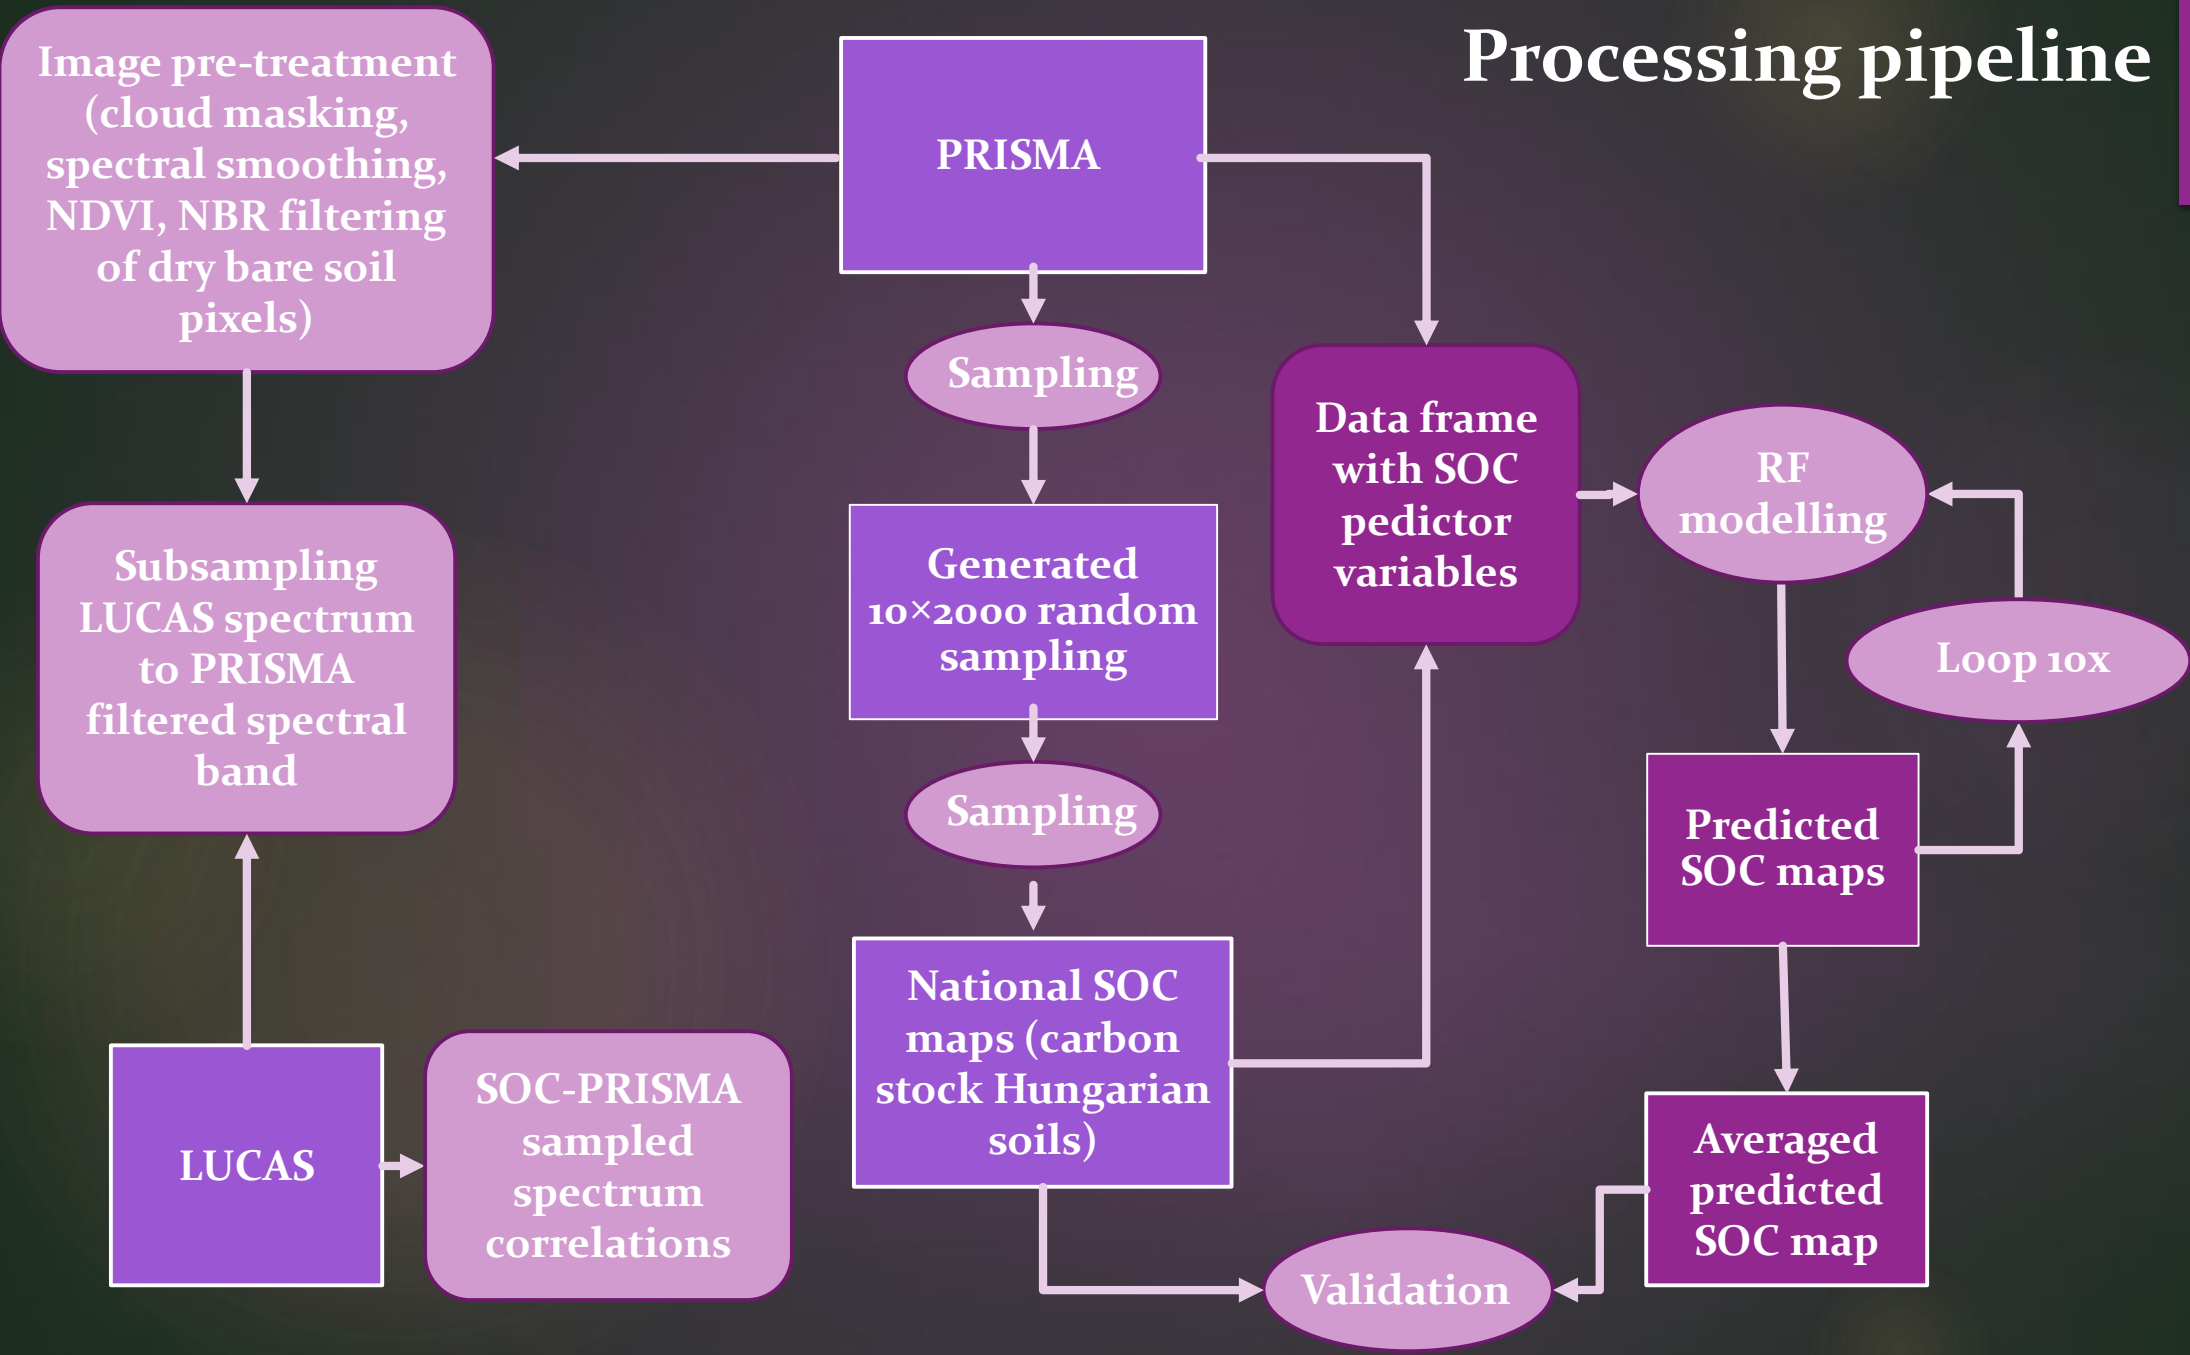 Processing pipeline
Image pre-treatment
(cloud masking,
spectral smoothing,
NDVI, NBR filtering
of dry bare soil
pixels)
PRISMA
Sampling
Data frame
with SOC
pedictor
variables
RF
modelling
Subsampling
LUCAS spectrum
to PRISMA
filtered spectral
band
Generated
10×2000 random
sampling
Loop 10x
Sampling
Predicted
SOC maps
National SOC
maps (carbon
stock Hungarian
soils)
LUCAS
SOC-PRISMA
sampled
spectrum
correlations
Averaged
predicted
SOC map
Validation